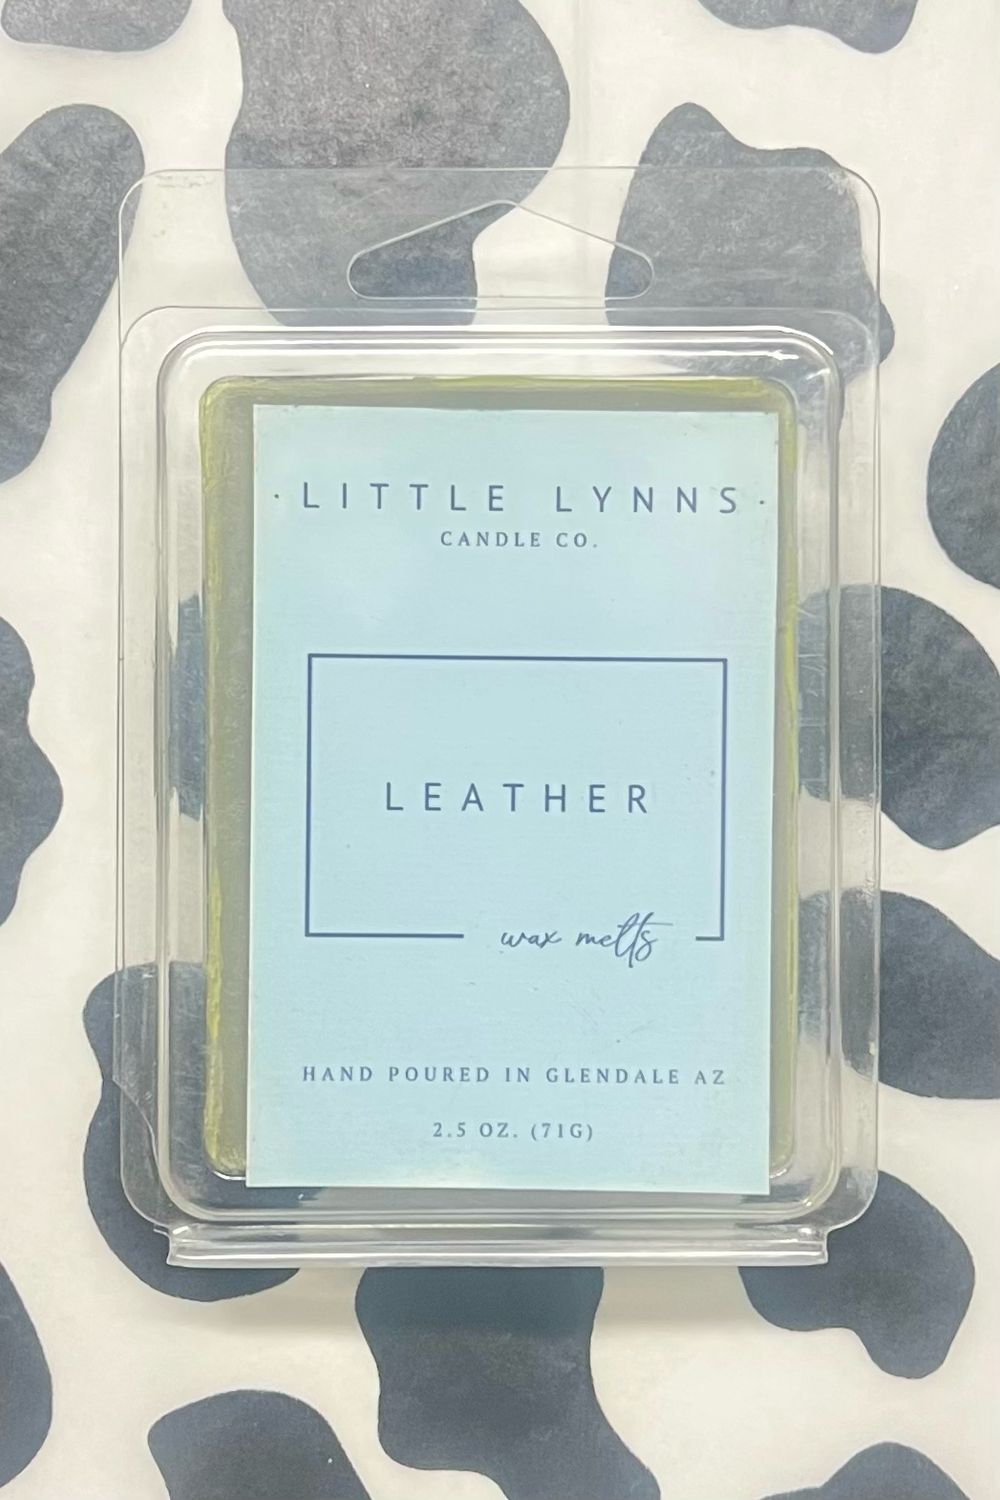 · LITTLE LYNNS ·
CANDLE CO.
LEATHER
wax melts
HAND POURED IN GLENDALE AZ
2.5 OZ. (71G)